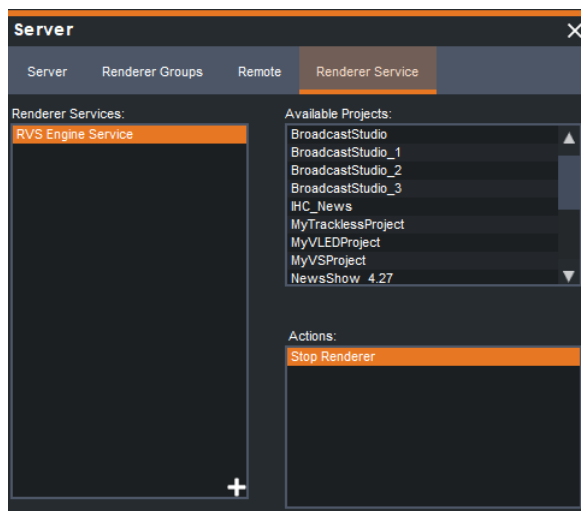 Server
Server Renderer Groups Remote Renderer Service
Renderer Services:
RVS Engine Service
Available Projects:
BroadcastStudio
BroadcastStudio_1
BroadcastStudio_2
BroadcastStudio_3
IHC_News
MyTracklessProject
MyVLEDProject
MyVSProject
NewsShow_4.27
Actions:
Stop Renderer